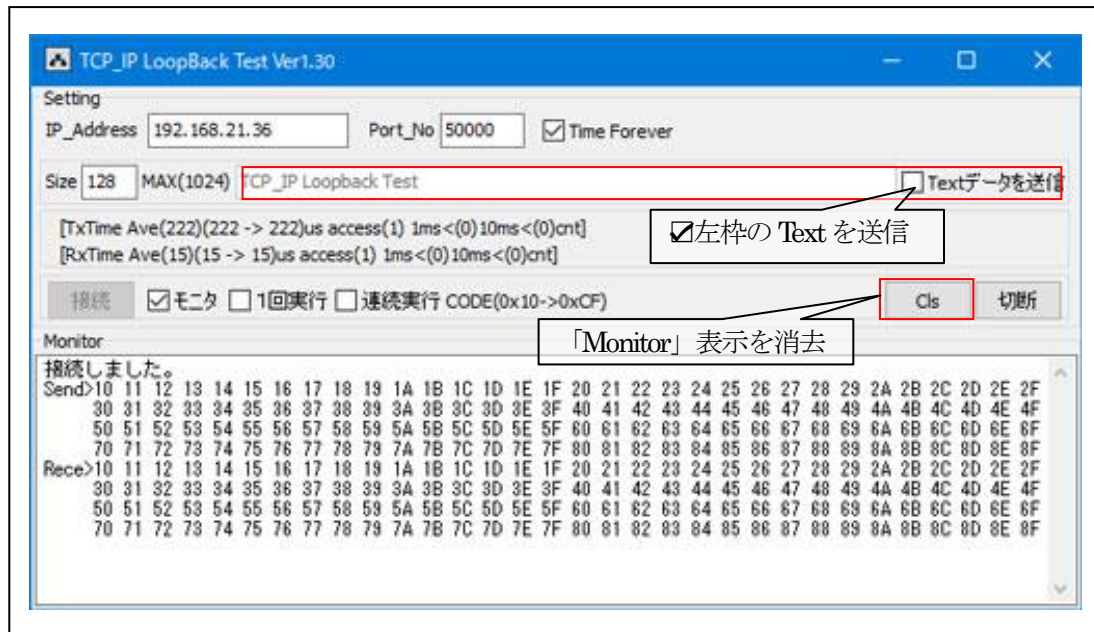 TCP_IP LoopBack Test Ver1.30
Setting
IP_Address 192.168.21.36 Port_No 50000 ☑Time Forever
Size 128 MAX(1024) TCP_IP Loopback Test □Textデータを送信
[TxTime Ave(222)(222 -> 222)us access(1) 1ms<(0)10ms<(0)cnt]
[RxTime Ave(15)(15 -> 15)us access(1) 1ms<(0)10ms<(0)cnt]
☑左枠の Text を送信
接続 ☑モニタ □1回実行 □連続実行 CODE(0x10->0xCF) Cls 切断
「Monitor」表示を消去
Monitor
接続しました。
Send>10 11 12 13 14 15 16 17 18 19 1A 1B 1C 1D 1E 1F 20 21 22 23 24 25 26 27 28 29 2A 2B 2C 2D 2E 2F
30 31 32 33 34 35 36 37 38 39 3A 3B 3C 3D 3E 3F 40 41 42 43 44 45 46 47 48 49 4A 4B 4C 4D 4E 4F
50 51 52 53 54 55 56 57 58 59 5A 5B 5C 5D 5E 5F 60 61 62 63 64 65 66 67 68 69 6A 6B 6C 6D 6E 6F
70 71 72 73 74 75 76 77 78 79 7A 7B 7C 7D 7E 7F 80 81 82 83 84 85 86 87 88 89 8A 8B 8C 8D 8E 8F
Rece>10 11 12 13 14 15 16 17 18 19 1A 1B 1C 1D 1E 1F 20 21 22 23 24 25 26 27 28 29 2A 2B 2C 2D 2E 2F
30 31 32 33 34 35 36 37 38 39 3A 3B 3C 3D 3E 3F 40 41 42 43 44 45 46 47 48 49 4A 4B 4C 4D 4E 4F
50 51 52 53 54 55 56 57 58 59 5A 5B 5C 5D 5E 5F 60 61 62 63 64 65 66 67 68 69 6A 6B 6C 6D 6E 6F
70 71 72 73 74 75 76 77 78 79 7A 7B 7C 7D 7E 7F 80 81 82 83 84 85 86 87 88 89 8A 8B 8C 8D 8E 8F